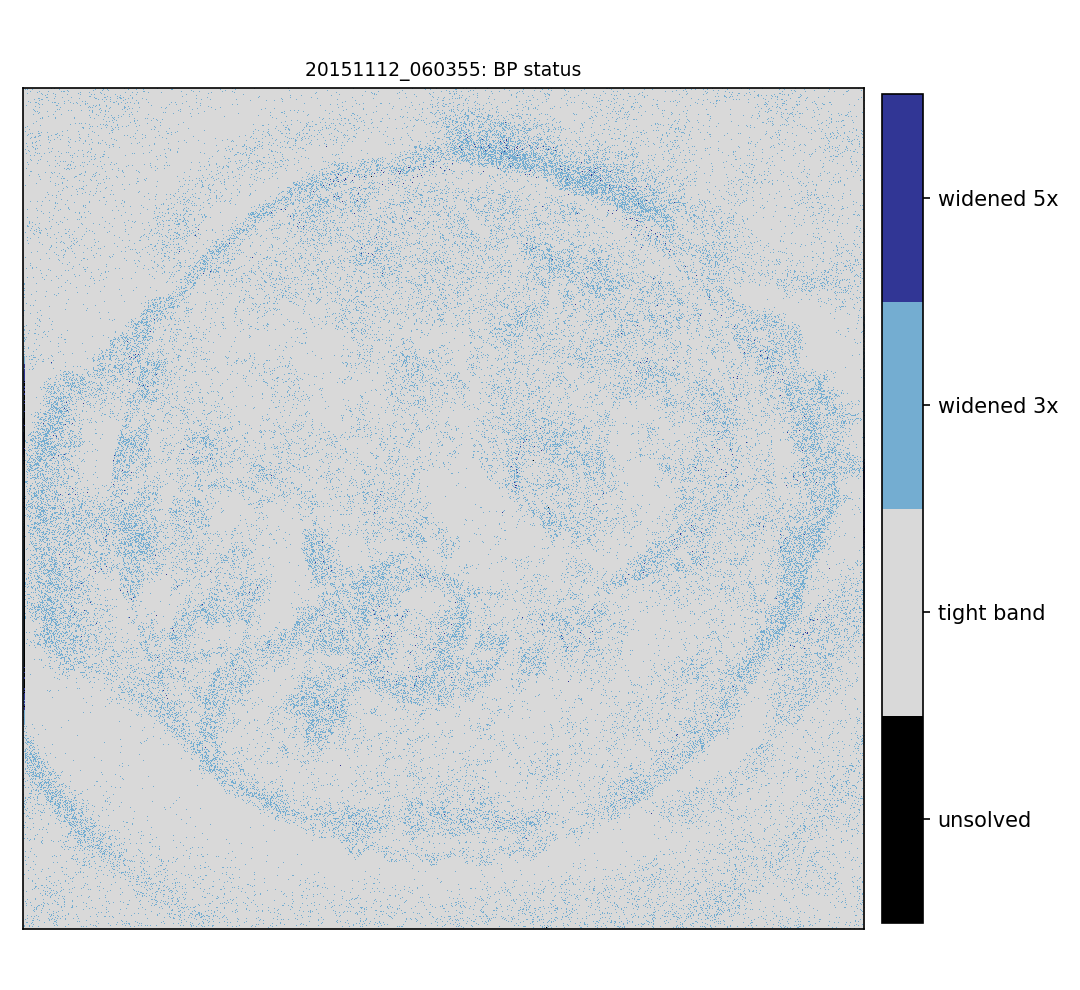 20151112_060355: BP status
widened 5x
widened 3x
tight band
unsolved